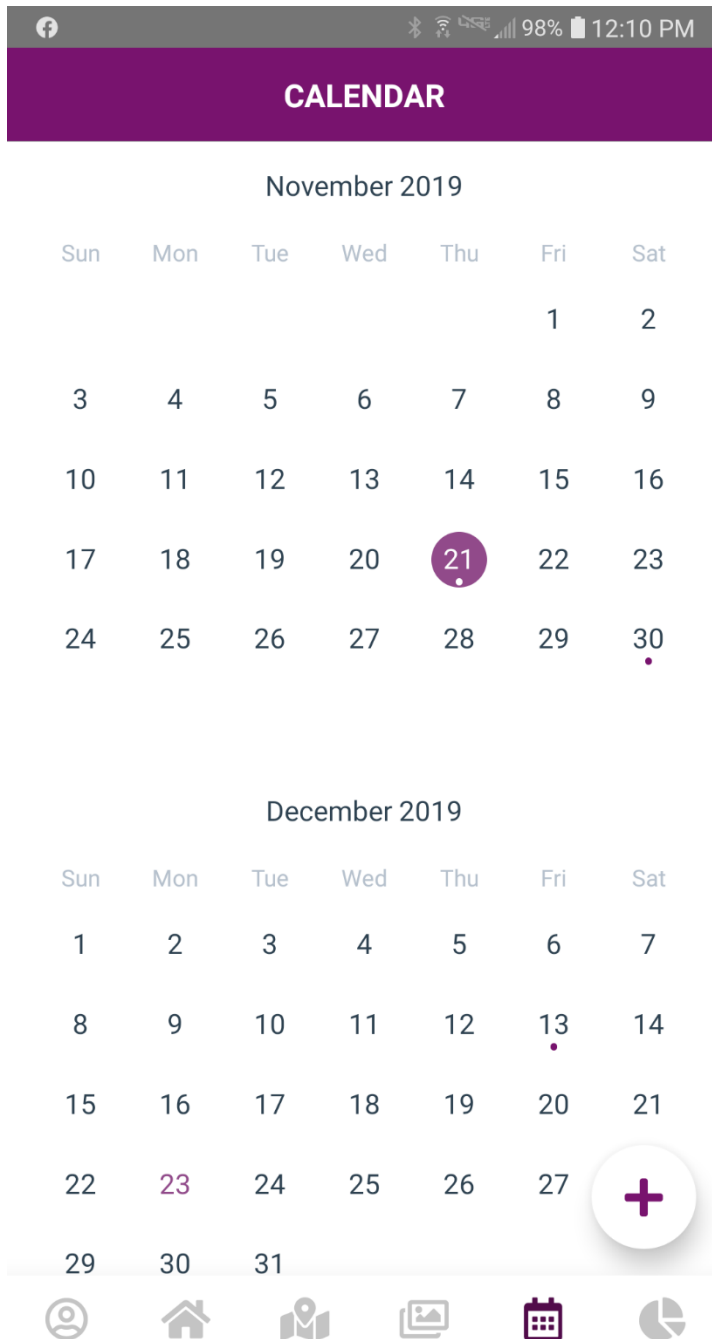 98% 12:10 PM
CALENDAR
November 2019
Sun Mon Tue Wed Thu Fri Sat
1 2
3 4 5 6 7 8 9
10 11 12 13 14 15 16
17 18 19 20 21 22 23
24 25 26 27 28 29 30
December 2019
Sun Mon Tue Wed Thu Fri Sat
1 2 3 4 5 6 7
8 9 10 11 12 13 14
15 16 17 18 19 20 21
22 23 24 25 26 27
29 30 31